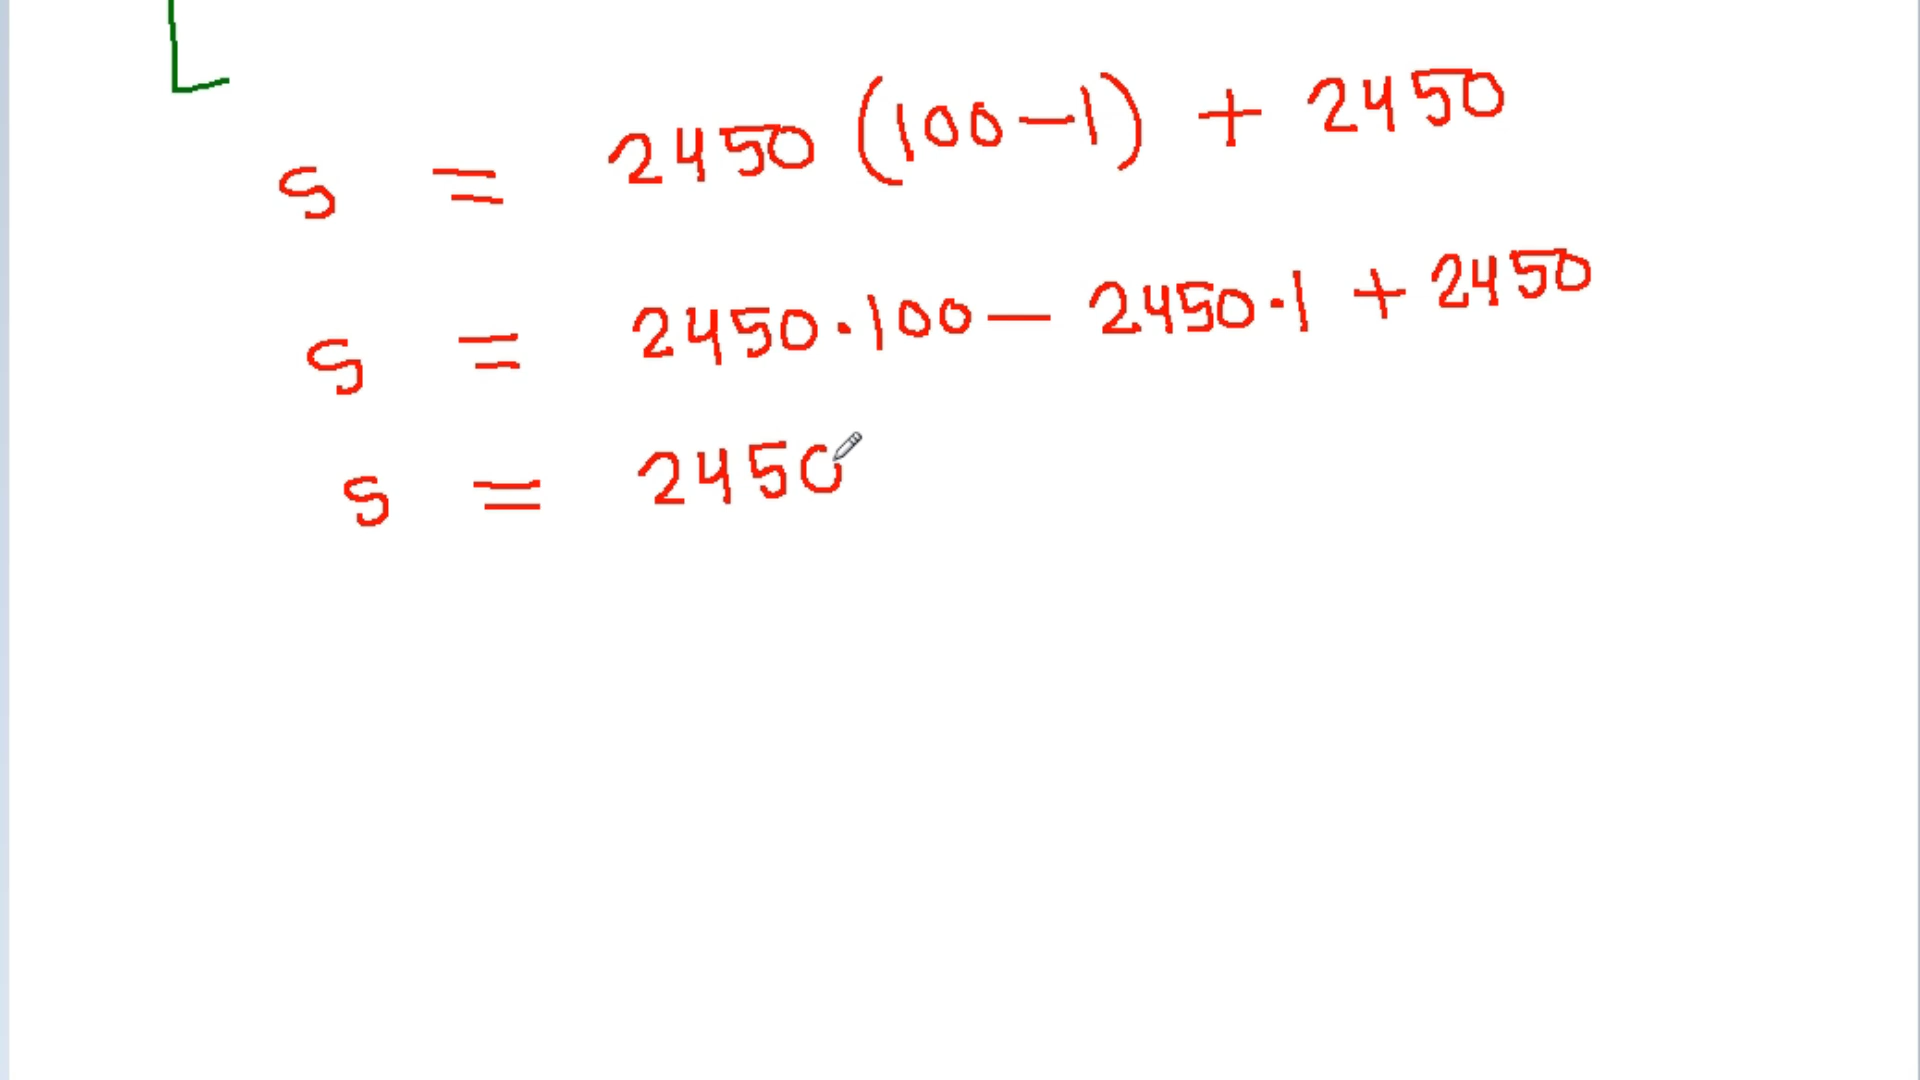 S = 2450 (100-1) + 2450
S = 2450·100 - 2450·1 + 2450
S = 2450